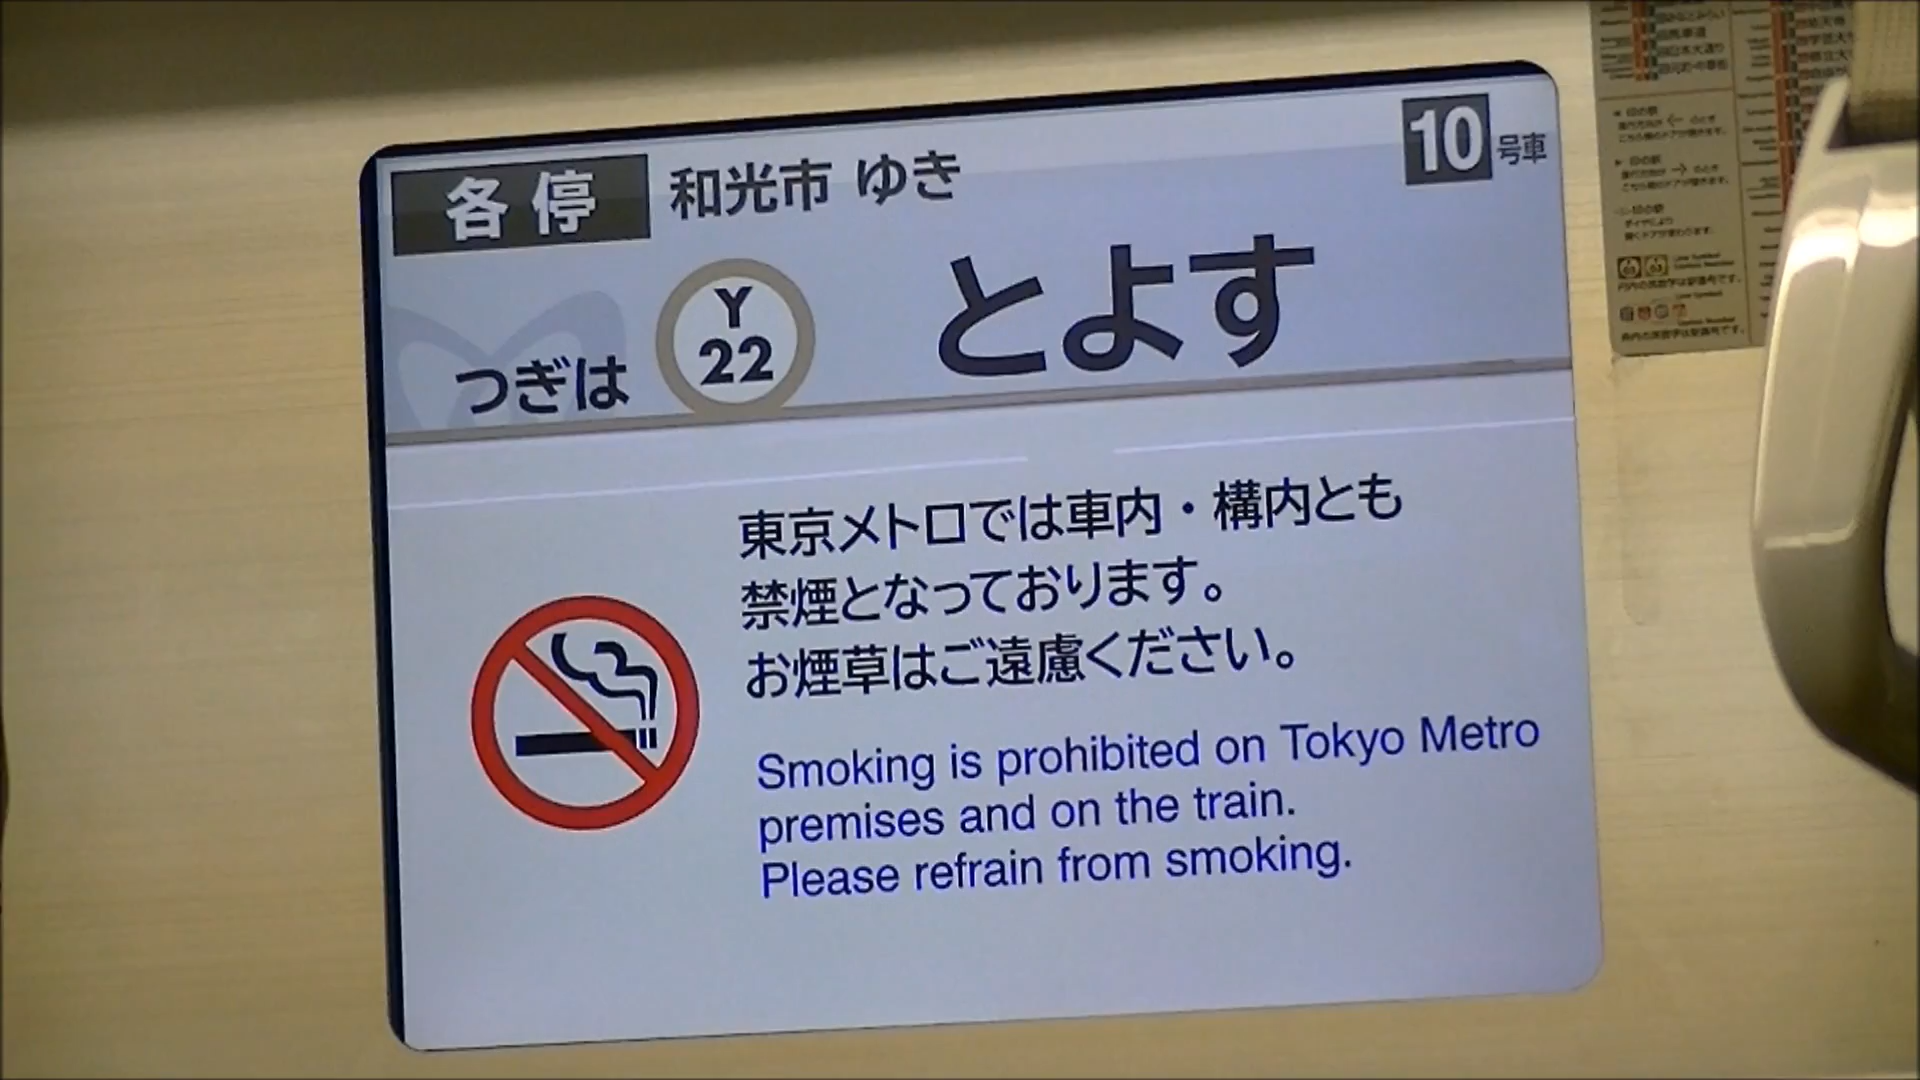 各停 和光市 ゆき 10 号車
つぎは Y 22 とよす
東京メトロでは車内・構内とも
禁煙となっております。
お煙草はご遠慮ください。
Smoking is prohibited on Tokyo Metro
premises and on the train.
Please refrain from smoking.